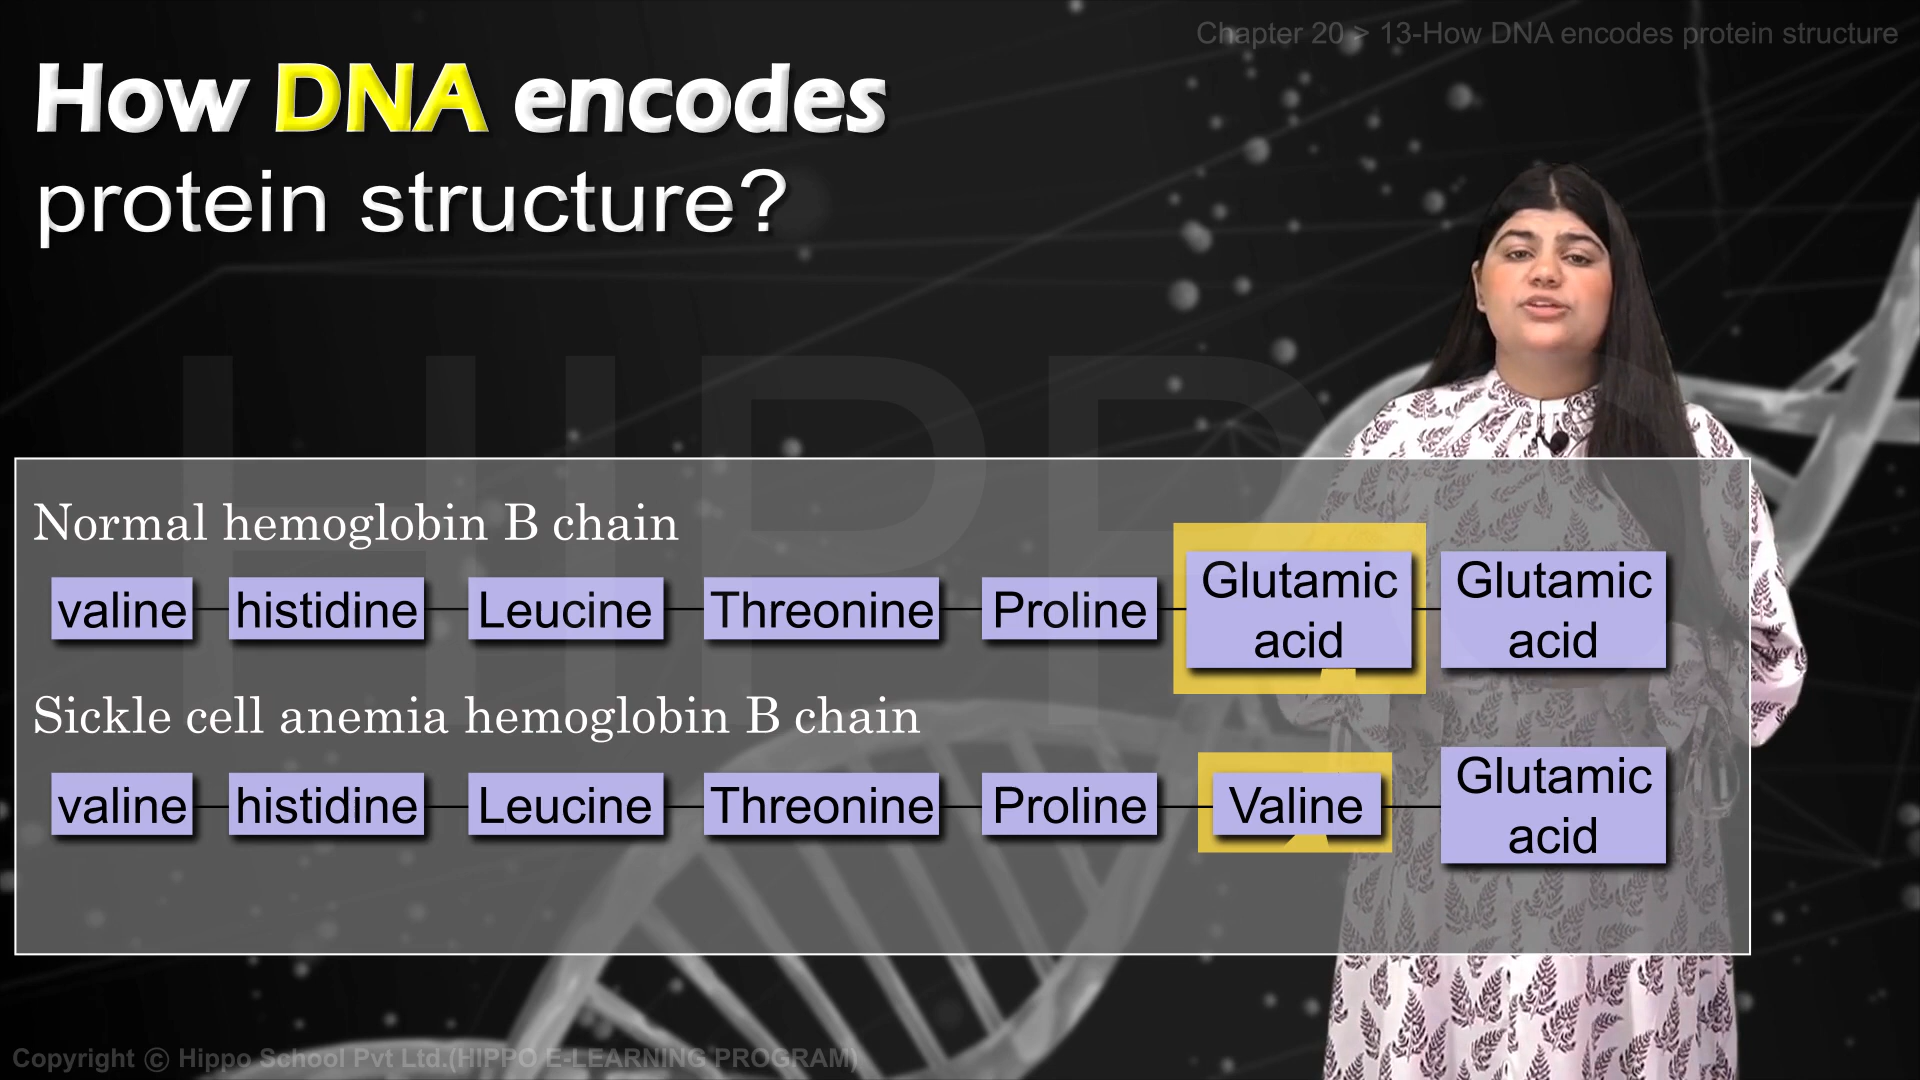 Chapter 20 > 13-How DNA encodes protein structure
How DNA encodes
protein structure?
HIPPO
Normal hemoglobin B chain
valine histidine Leucine Threonine Proline Glutamic acid Glutamic acid
Sickle cell anemia hemoglobin B chain
valine histidine Leucine Threonine Proline Valine Glutamic acid
Copyright © Hippo School Pvt Ltd.(HIPPO E-LEARNING PROGRAM)